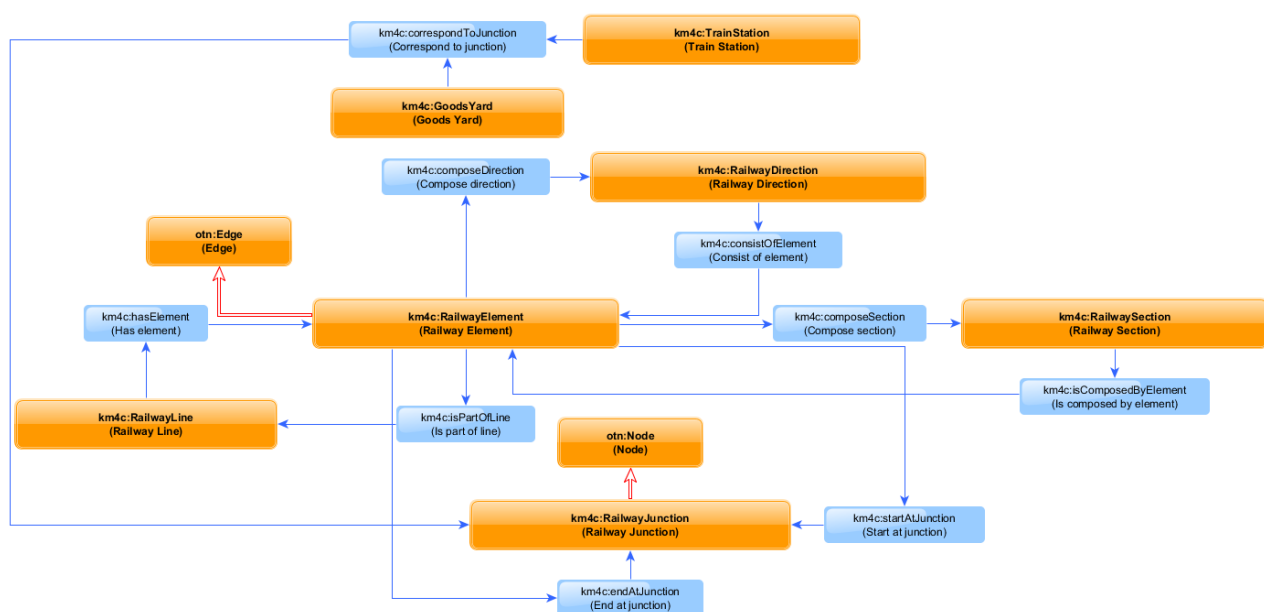 km4c:correspondToJunction
(Correspond to junction)
km4c:TrainStation
(Train Station)
km4c:GoodsYard
(Goods Yard)
km4c:composeDirection
(Compose direction)
km4c:RailwayDirection
(Railway Direction)
otn:Edge
(Edge)
km4c:consistOfElement
(Consist of element)
km4c:hasElement
(Has element)
km4c:RailwayElement
(Railway Element)
km4c:composeSection
(Compose section)
km4c:RailwaySection
(Railway Section)
km4c:isComposedByElement
(Is composed by element)
km4c:RailwayLine
(Railway Line)
km4c:isPartOfLine
(Is part of line)
otn:Node
(Node)
km4c:RailwayJunction
(Railway Junction)
km4c:startAtJunction
(Start at junction)
km4c:endAtJunction
(End at junction)